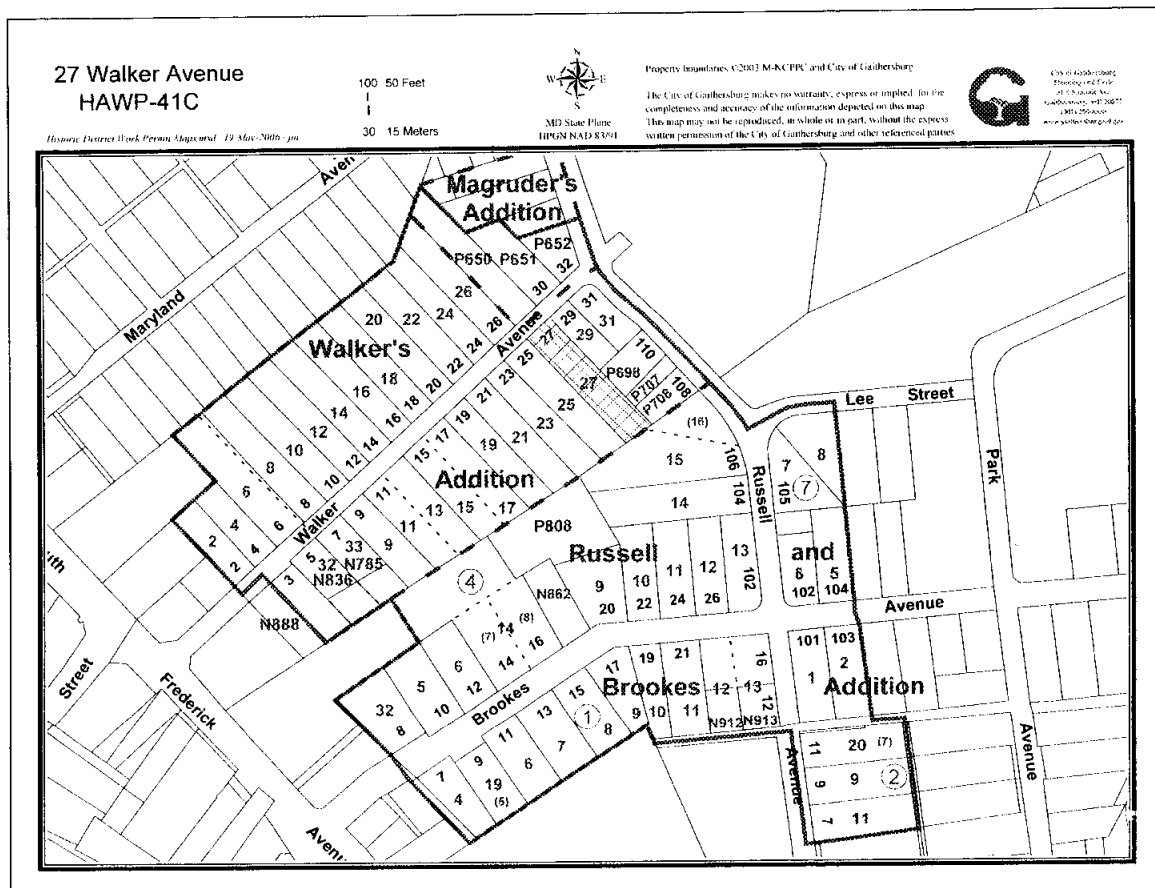 27 Walker Avenue
HAWP-41C
Historic District Work Permit Maps.mxd 19-May-2006 - jm
100 50 Feet
30 15 Meters
N
W E
S
MD State Plane
HPGN NAD 83/91
Property boundaries ©2003 M-NCPPC and City of Gaithersburg
The City of Gaithersburg makes no warranty, express or implied, for the
completeness and accuracy of the information depicted on this map
This map may not be reproduced, in whole or in part, without the express
written permission of the City of Gaithersburg and other referenced parties
G
City of Gaithersburg
Aven
Magruder's
Addition
P650 P651 P652
32
30
26
26
24
24
22
22
20
20
Maryland
Walker's
Avenue
18
18
16
16
14
14
12
12
10
10
8
8
6
6
4
4
2
2
Walker
31
31
29
29
27
27
25
25
23
23
21
21
19
19
17
17
15
15
13
11
11
9
9
7
33
5
32
3
N785
N836
N888
Addition
110
P698
P707
P708
108
(16)
15
106
14
104
Lee Street
Russell
7
8
105
7
Park
P808
Russell
and
4
9
20
10
22
11
24
12
26
13
102
6
102
5
104
N862
Avenue
14
(7)
(8)
16
14
6
12
5
10
32
8
Brookes
17
19
21
16
101
103
15
1
Brookes
12
13
12
1
2
Addition
13
9
10
11
N912
N913
11
8
9
7
6
7
19
(5)
4
11
20
(7)
9
9
2
7
11
Avenue
Avenue
uth
Street
Frederick
Avenu